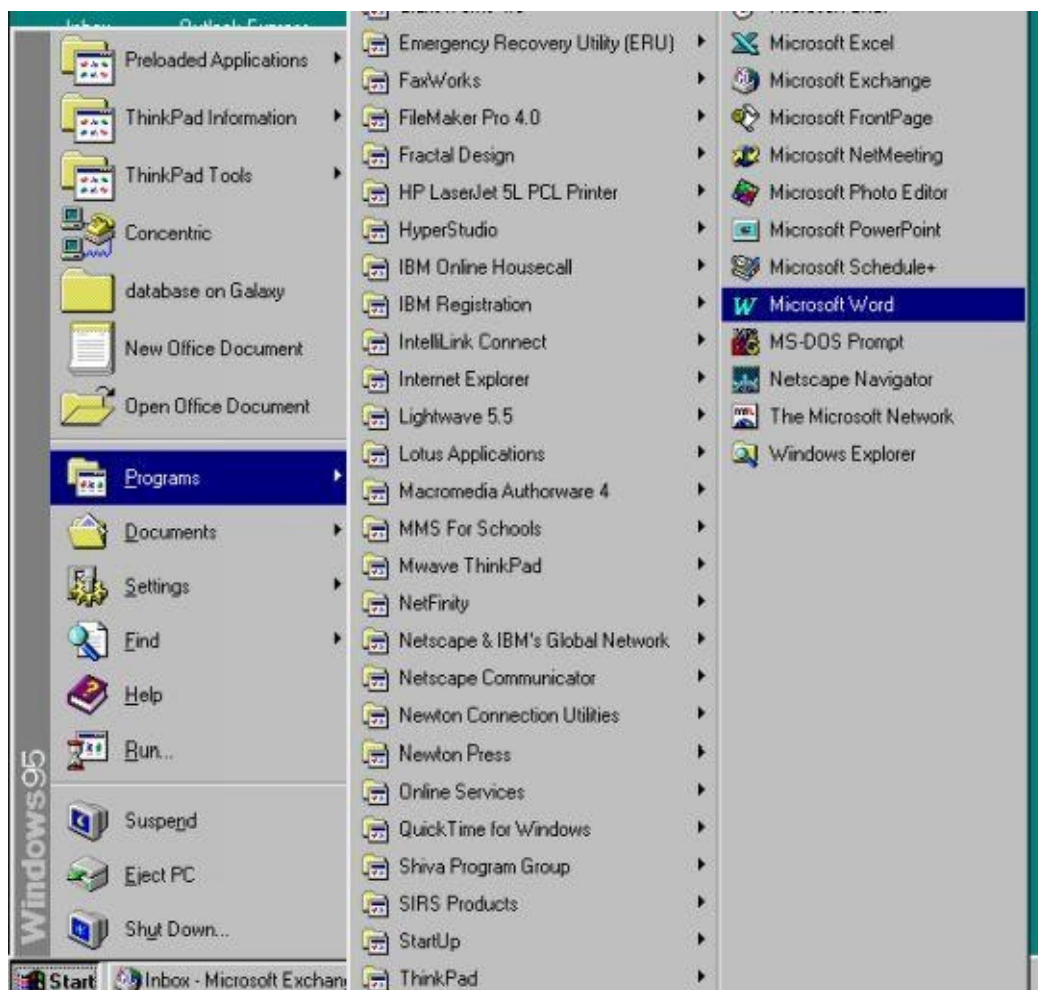 Inbox
Outlook Express
Preloaded Applications
ThinkPad Information
ThinkPad Tools
Concentric
database on Galaxy
New Office Document
Open Office Document
Programs
Documents
Settings
Find
Help
Run...
Suspend
Eject PC
Shut Down...
Windows95
Start
Inbox - Microsoft Exchan
Emergency Recovery Utility (ERU)
FaxWorks
FileMaker Pro 4.0
Fractal Design
HP LaserJet 5L PCL Printer
HyperStudio
IBM Online Housecall
IBM Registration
IntelliLink Connect
Internet Explorer
Lightwave 5.5
Lotus Applications
Macromedia Authorware 4
MMS For Schools
Mwave ThinkPad
NetFinity
Netscape & IBM's Global Network
Netscape Communicator
Newton Connection Utilities
Newton Press
Online Services
QuickTime for Windows
Shiva Program Group
SIRS Products
StartUp
ThinkPad
Microsoft Excel
Microsoft Exchange
Microsoft FrontPage
Microsoft NetMeeting
Microsoft Photo Editor
Microsoft PowerPoint
Microsoft Schedule+
Microsoft Word
MS-DOS Prompt
Netscape Navigator
The Microsoft Network
Windows Explorer